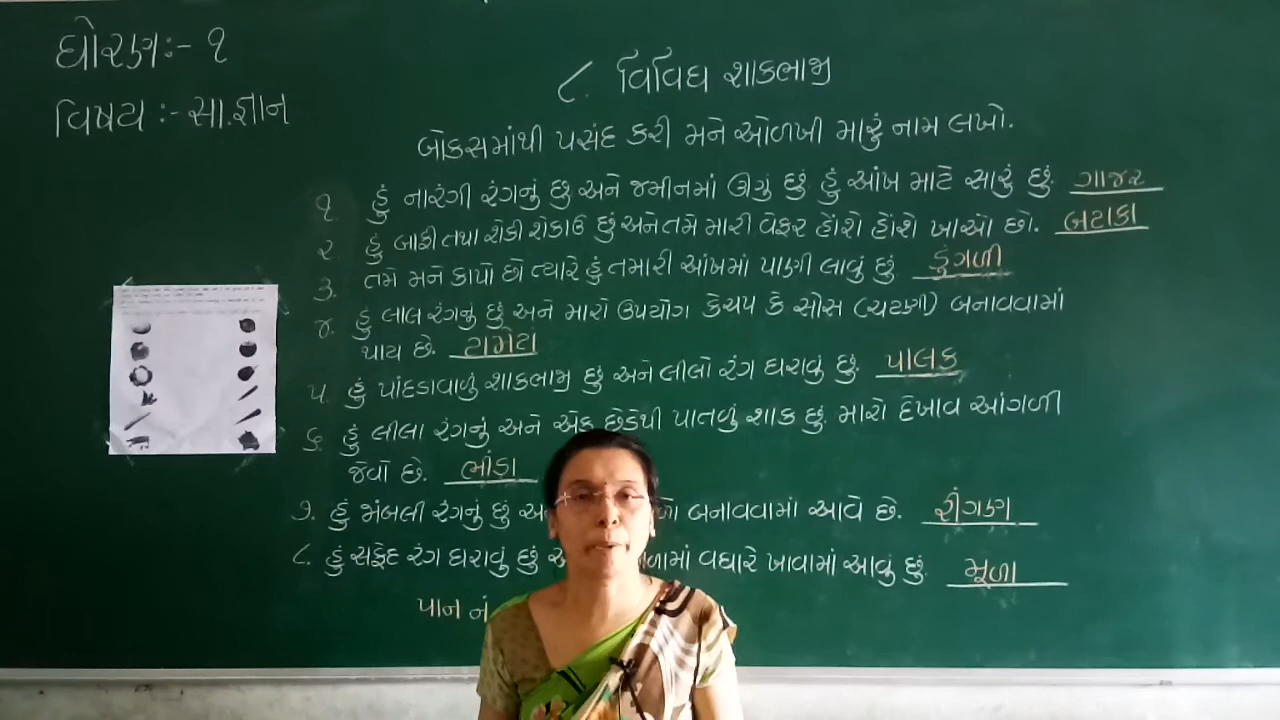 ધોરણઃ- ૧
વિષય :- સા.જ્ઞાન
૮. વિવિધ શાકભાજી
બોકસમાંથી પસંદ કરી મને ઓળખી મારું નામ લખો.
૧. હું નારંગી રંગનું છું અને જમીનમાં ઊગુ છું. હું આંખ માટે સારું છું. ગાજર
૨. હું બાફી તથા શેકી શેકાઉ છું અને તમે મારી વેફર હોંશે હોંશે ખાઓ છો. બટાકા
૩. તમે મને કાપો છો ત્યારે હું તમારી આંખમાં પાણી લાવું છું. ડુંગળી
૪. હું લાલ રંગનું છું અને મારો ઉપયોગ કેચપ કે સોસ (ચટણી) બનાવવામાં
થાય છે. ટામેટાં
૫. હું પાંદડાવાળું શાકભાજી છું અને લીલો રંગ ધરાવું છું. પાલક
૬. હું લીલા રંગનું અને એક છેડેથી પાતળું શાક છું. મારો દેખાવ આંગળી
જેવો છે. ભીંડા
૭. હું જાંબલી રંગનું છું બનાવવામાં આવે છે. રીંગણ
૮. હું સફેદ રંગ ધરાવું છું વધારે ખાવામાં આવું છું. મૂળા
પાન નં